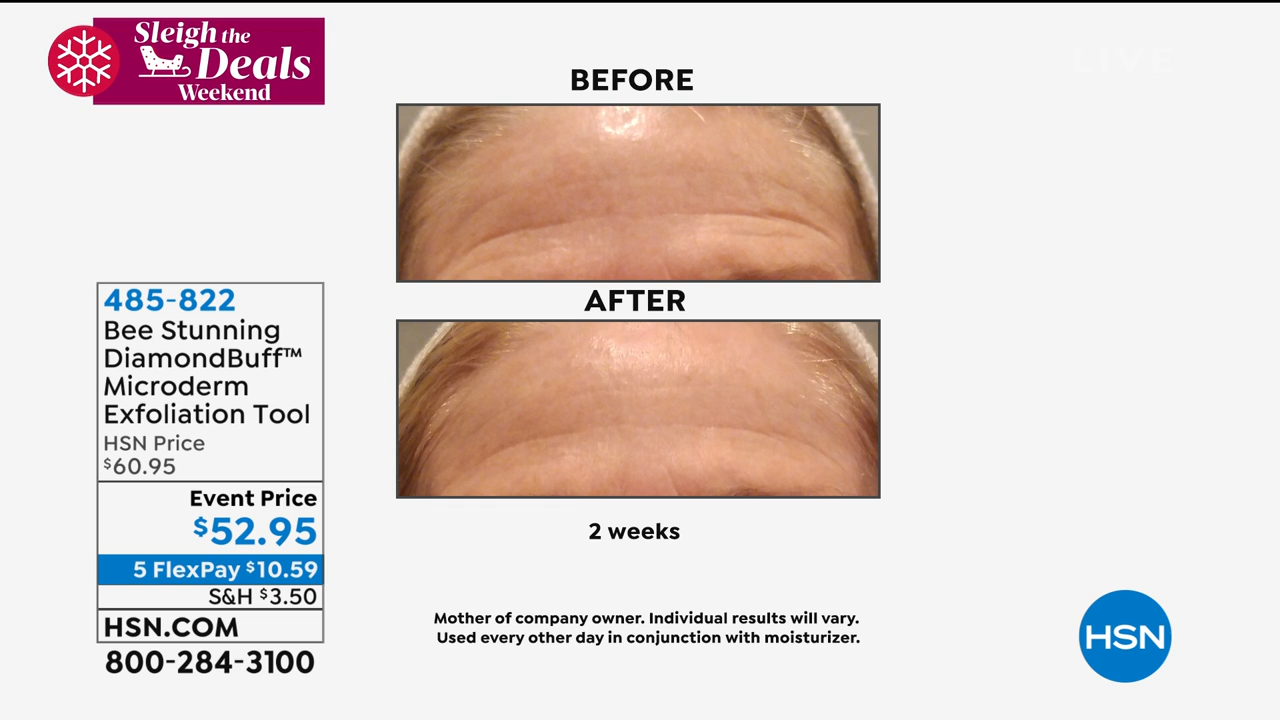 Sleigh the
Deals
Weekend
LIVE
BEFORE
AFTER
2 weeks
Mother of company owner. Individual results will vary.
Used every other day in conjunction with moisturizer.
485-822
Bee Stunning
DiamondBuff™
Microderm
Exfoliation Tool
HSN Price
$60.95
Event Price
$52.95
5 FlexPay $10.59
S&H $3.50
HSN.COM
800-284-3100
HSN